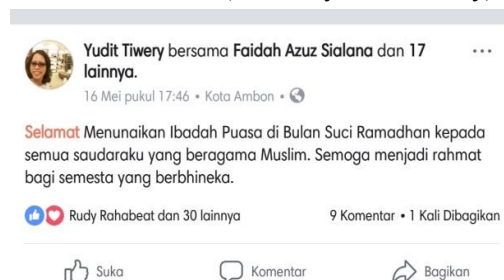 Yudit Tiwery bersama Faidah Azuz Sialana dan 17
lainnya.
16 Mei pukul 17:46 • Kota Ambon •
Selamat Menunaikan Ibadah Puasa di Bulan Suci Ramadhan kepada
semua saudaraku yang beragama Muslim. Semoga menjadi rahmat
bagi semesta yang berbhineka.
Rudy Rahabeat dan 30 lainnya 9 Komentar • 1 Kali Dibagikan
Suka Komentar Bagikan